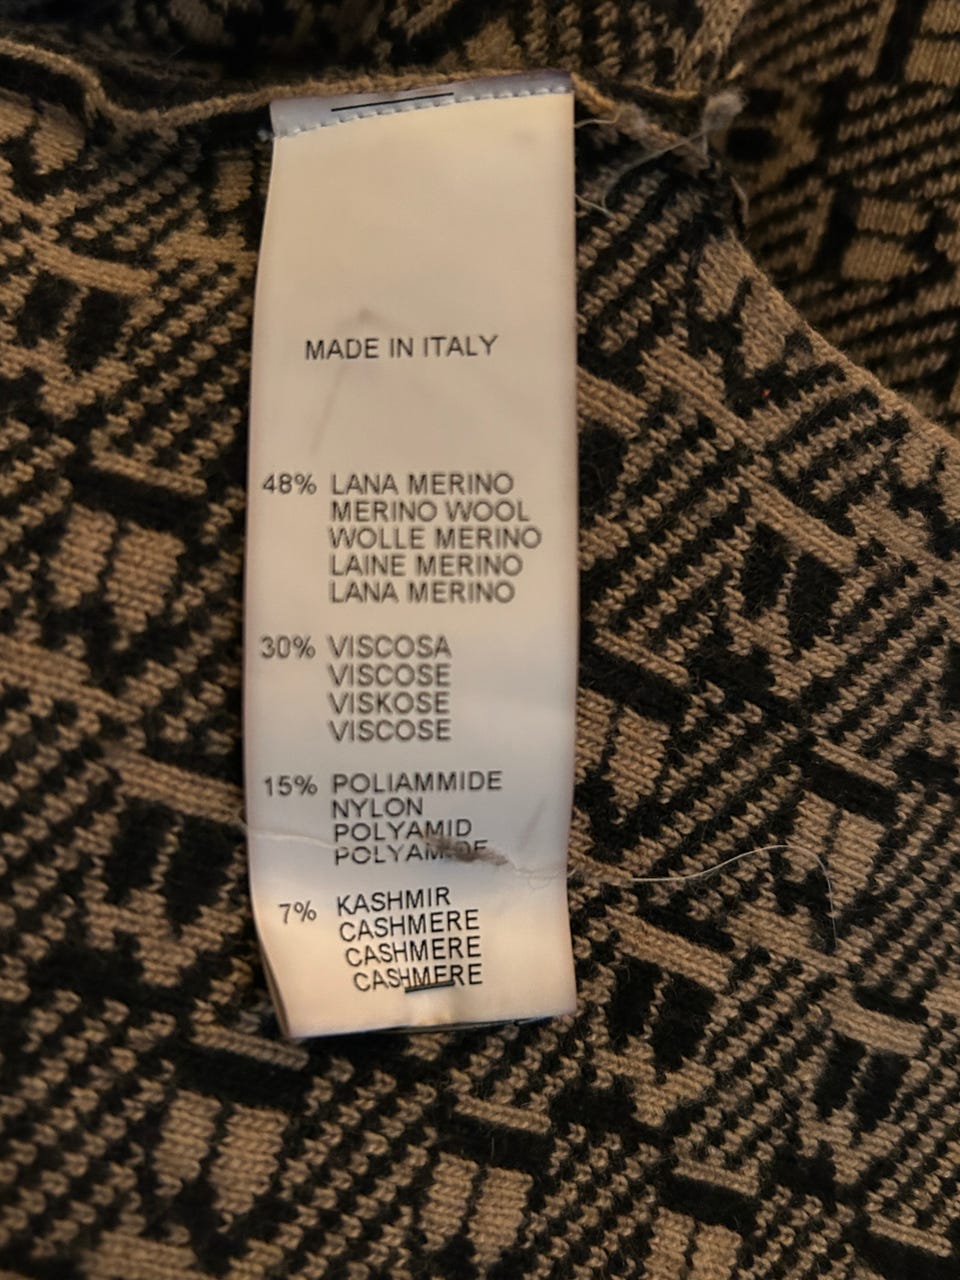 MADE IN ITALY
48% LANA MERINO
MERINO WOOL
WOLLE MERINO
LAINE MERINO
LANA MERINO
30% VISCOSA
VISCOSE
VISKOSE
VISCOSE
15% POLIAMMIDE
NYLON
POLYAMID
POLYAMIDE
7% KASHMIR
CASHMERE
CASHMERE
CASHMERE